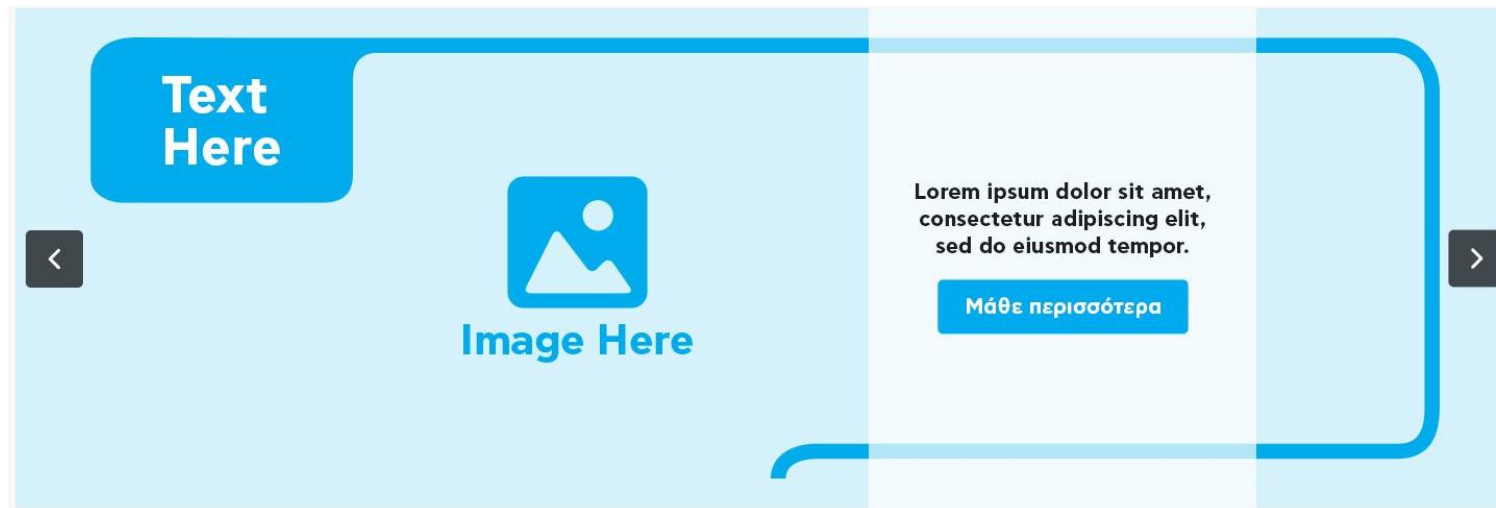 Text
Here
Image Here
Lorem ipsum dolor sit amet,
consectetur adipiscing elit,
sed do eiusmod tempor.
Μάθε περισσότερα